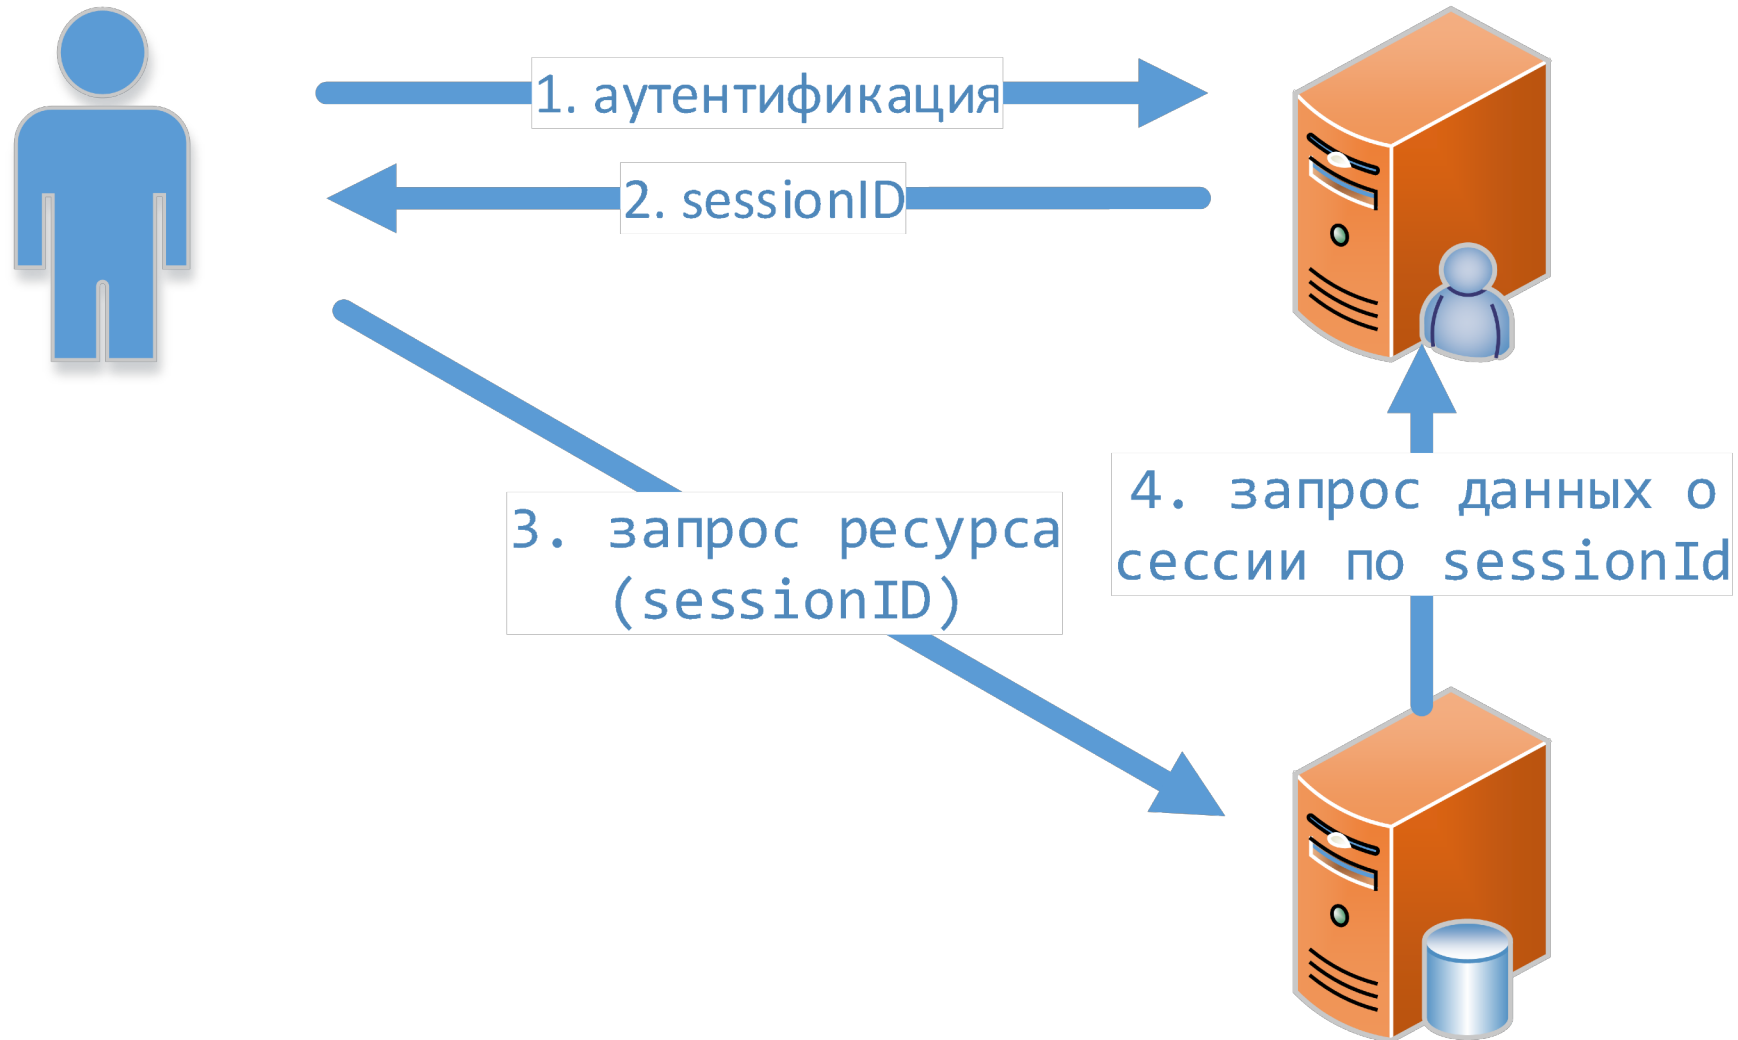 1. аутентификация
2. sessionID
3. запрос ресурса
(sessionID)
4. запрос данных о
сессии по sessionId